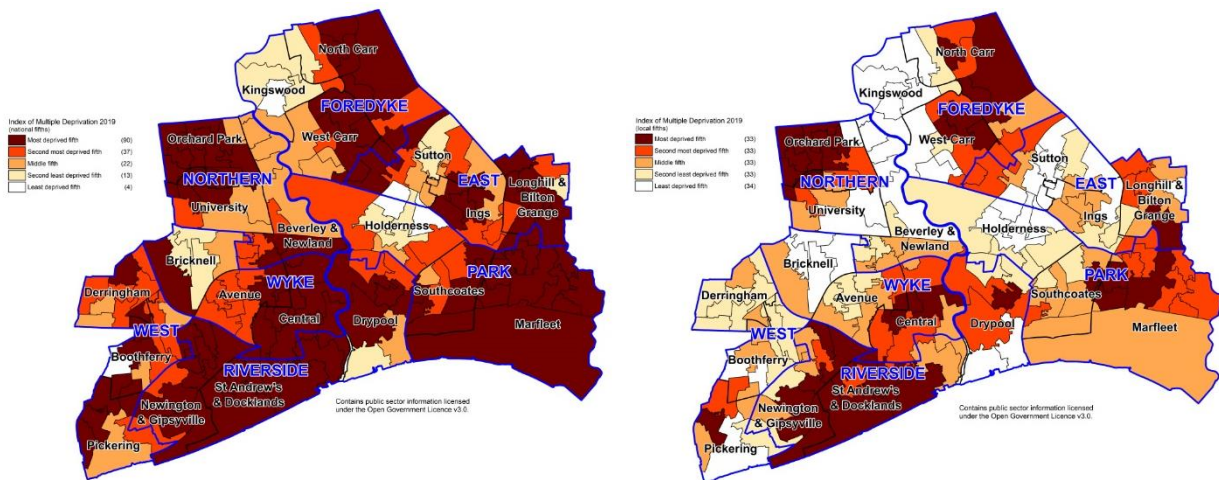 Index of Multiple Deprivation 2019
(national fifths)
Most deprived fifth (90)
Second most deprived fifth (37)
Middle fifth (22)
Second least deprived fifth (13)
Least deprived fifth (4)
North Carr
Kingswood
FOREDYKE
Orchard Park
West Carr
Sutton
NORTHERN
EAST
Longhill &
Bilton
Grange
University
Ings
Holderness
Beverley &
Newland
Bricknell
WYKE
PARK
Derringham
Avenue
Southcoates
Central
Drypool
Marfleet
WEST
Boothferry
RIVERSIDE
St Andrew's
& Docklands
Newington
& Gipsyville
Pickering
Contains public sector information licensed
under the Open Government Licence v3.0.
Index of Multiple Deprivation 2019
(local fifths)
Most deprived fifth (33)
Second most deprived fifth (33)
Middle fifth (33)
Second least deprived fifth (33)
Least deprived fifth (34)
North Carr
Kingswood
FOREDYKE
Orchard Park
West Carr
Sutton
NORTHERN
EAST
Longhill &
Bilton
Grange
University
Ings
Holderness
Beverley &
Newland
Bricknell
WYKE
PARK
Derringham
Avenue
Southcoates
Central
Drypool
Marfleet
WEST
Boothferry
RIVERSIDE
St Andrew's
& Docklands
Newington
& Gipsyville
Pickering
Contains public sector information licensed
under the Open Government Licence v3.0.